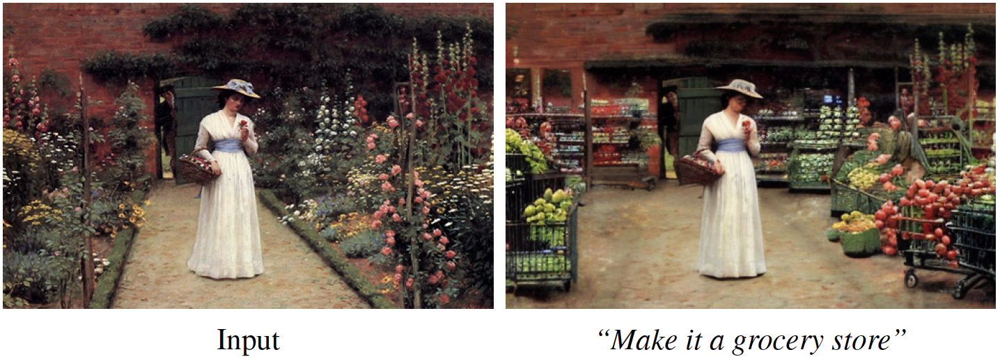 Input
“Make it a grocery store”